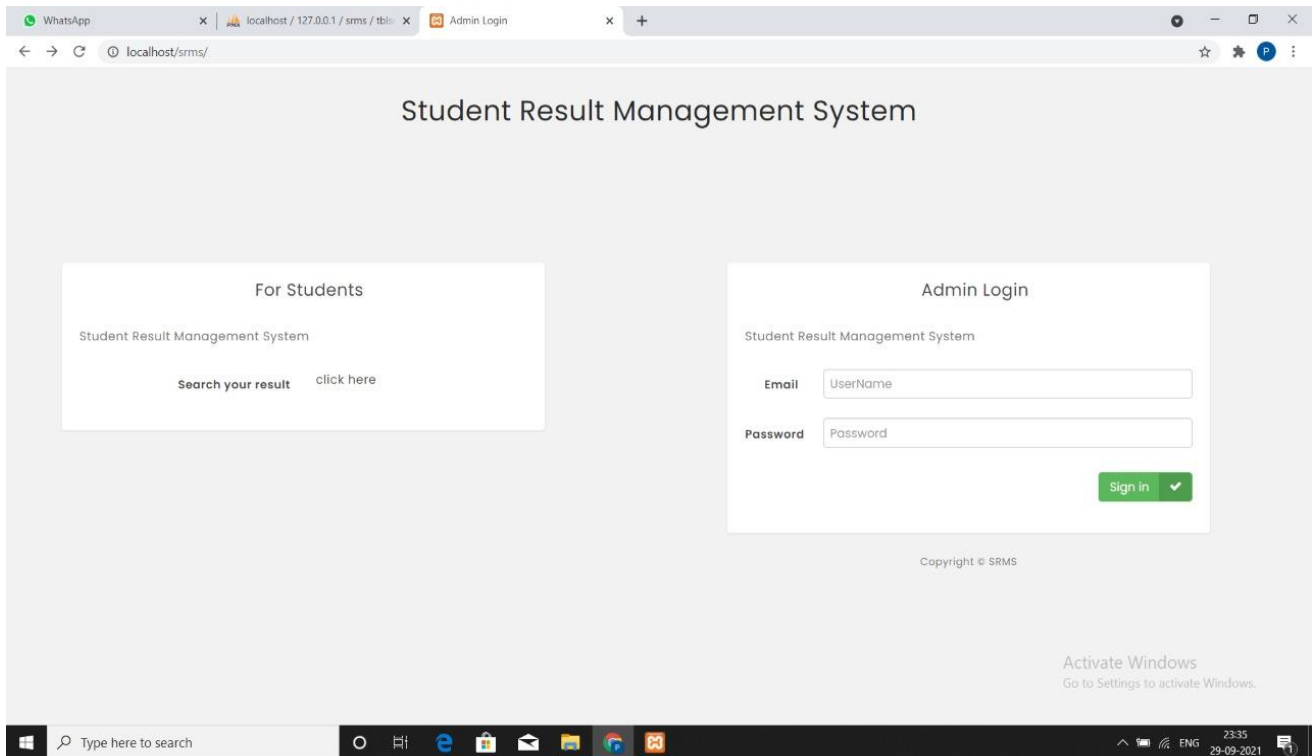 WhatsApp
localhost / 127.0.0.1 / srms / tbls
Admin Login
localhost/srms/
P
Student Result Management System
For Students
Student Result Management System
Search your result click here
Admin Login
Student Result Management System
Email UserName
Password Password
Sign in
Copyright © SRMS
Activate Windows
Go to Settings to activate Windows.
Type here to search
ENG
23:35
29-09-2021